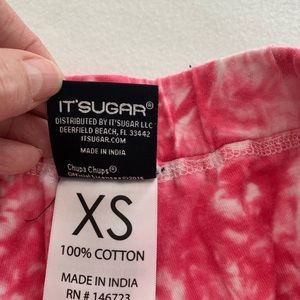 IT'SUGAR®
DISTRIBUTED BY IT'SUGAR LLC
DEERFIELD BEACH, FL 33442
ITSUGAR.COM
MADE IN INDIA
Chupa Chups®
XS
100% COTTON
MADE IN INDIA
RN # 146723